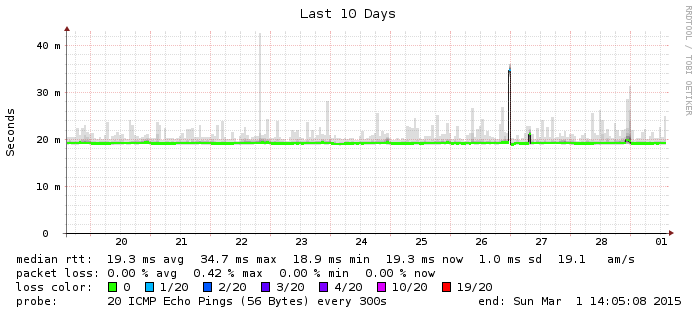 Last 10 Days
RRDTOOL / TOBI OETIKER
Seconds
40 m
30 m
20 m
10 m
0
20 21 22 23 24 25 26 27 28 01
median rtt: 19.3 ms avg 34.7 ms max 18.9 ms min 19.3 ms now 1.0 ms sd 19.1 am/s
packet loss: 0.00 % avg 0.42 % max 0.00 % min 0.00 % now
loss color: 0 1/20 2/20 3/20 4/20 10/20 19/20
probe: 20 ICMP Echo Pings (56 Bytes) every 300s end: Sun Mar 1 14:05:08 2015